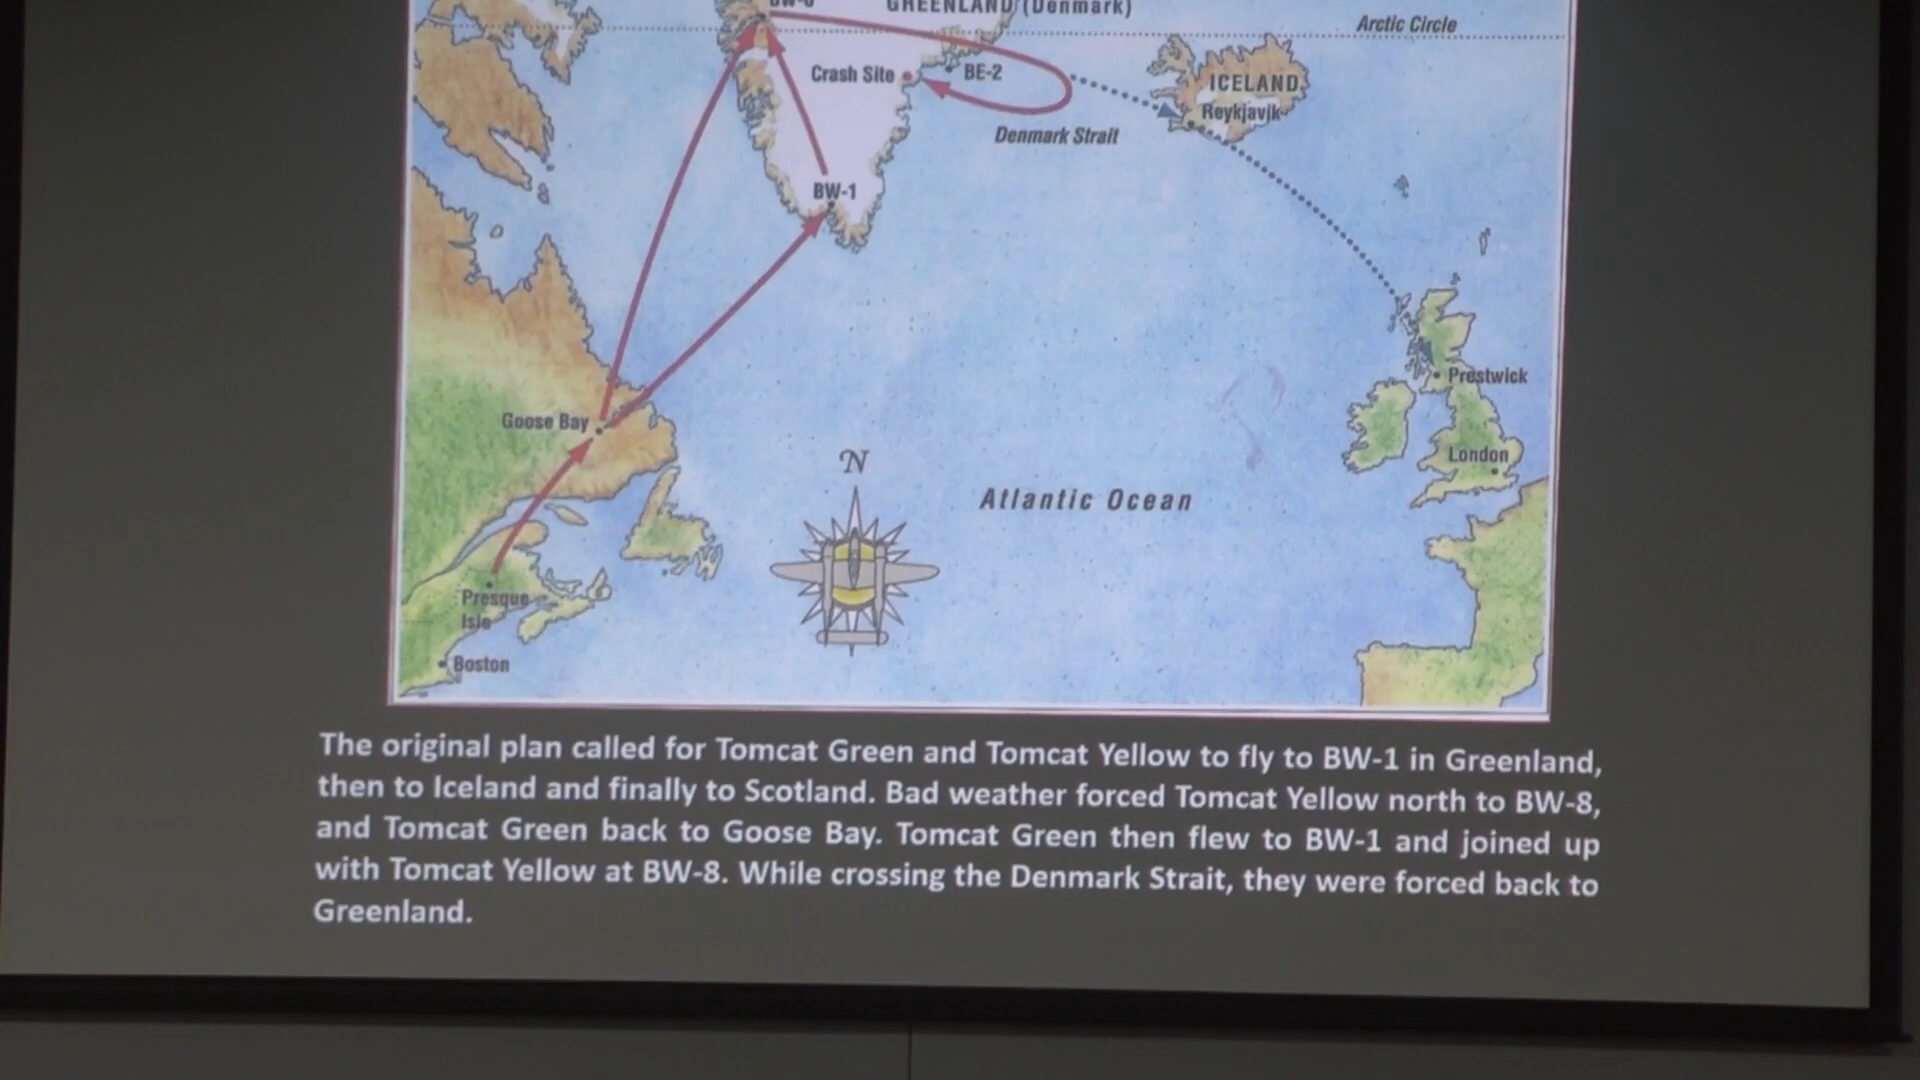 BW-8
GREENLAND (Denmark)
Arctic Circle
Crash Site
BE-2
ICELAND
Reykjavik
Denmark Strait
BW-1
Prestwick
Goose Bay
London
N
Atlantic Ocean
Presque
Isle
Boston
The original plan called for Tomcat Green and Tomcat Yellow to fly to BW-1 in Greenland,
then to Iceland and finally to Scotland. Bad weather forced Tomcat Yellow north to BW-8,
and Tomcat Green back to Goose Bay. Tomcat Green then flew to BW-1 and joined up
with Tomcat Yellow at BW-8. While crossing the Denmark Strait, they were forced back to
Greenland.